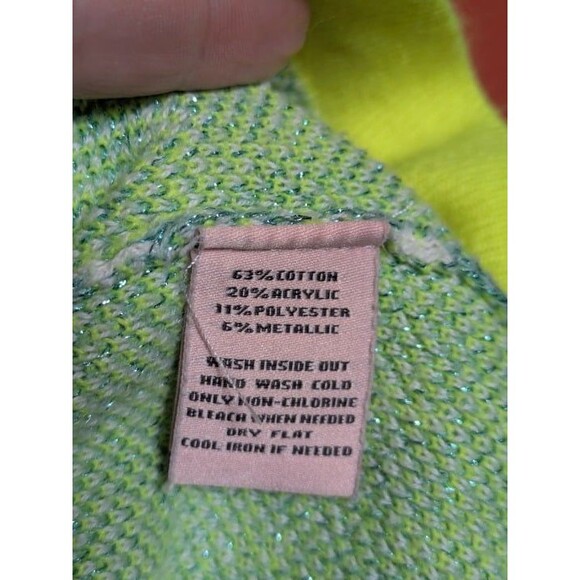 63% COTTON
20% ACRYLIC
11% POLYESTER
6% METALLIC
WASH INSIDE OUT
HAND WASH COLD
ONLY NON-CHLORINE
BLEACH WHEN NEEDED
DRY FLAT
COOL IRON IF NEEDED